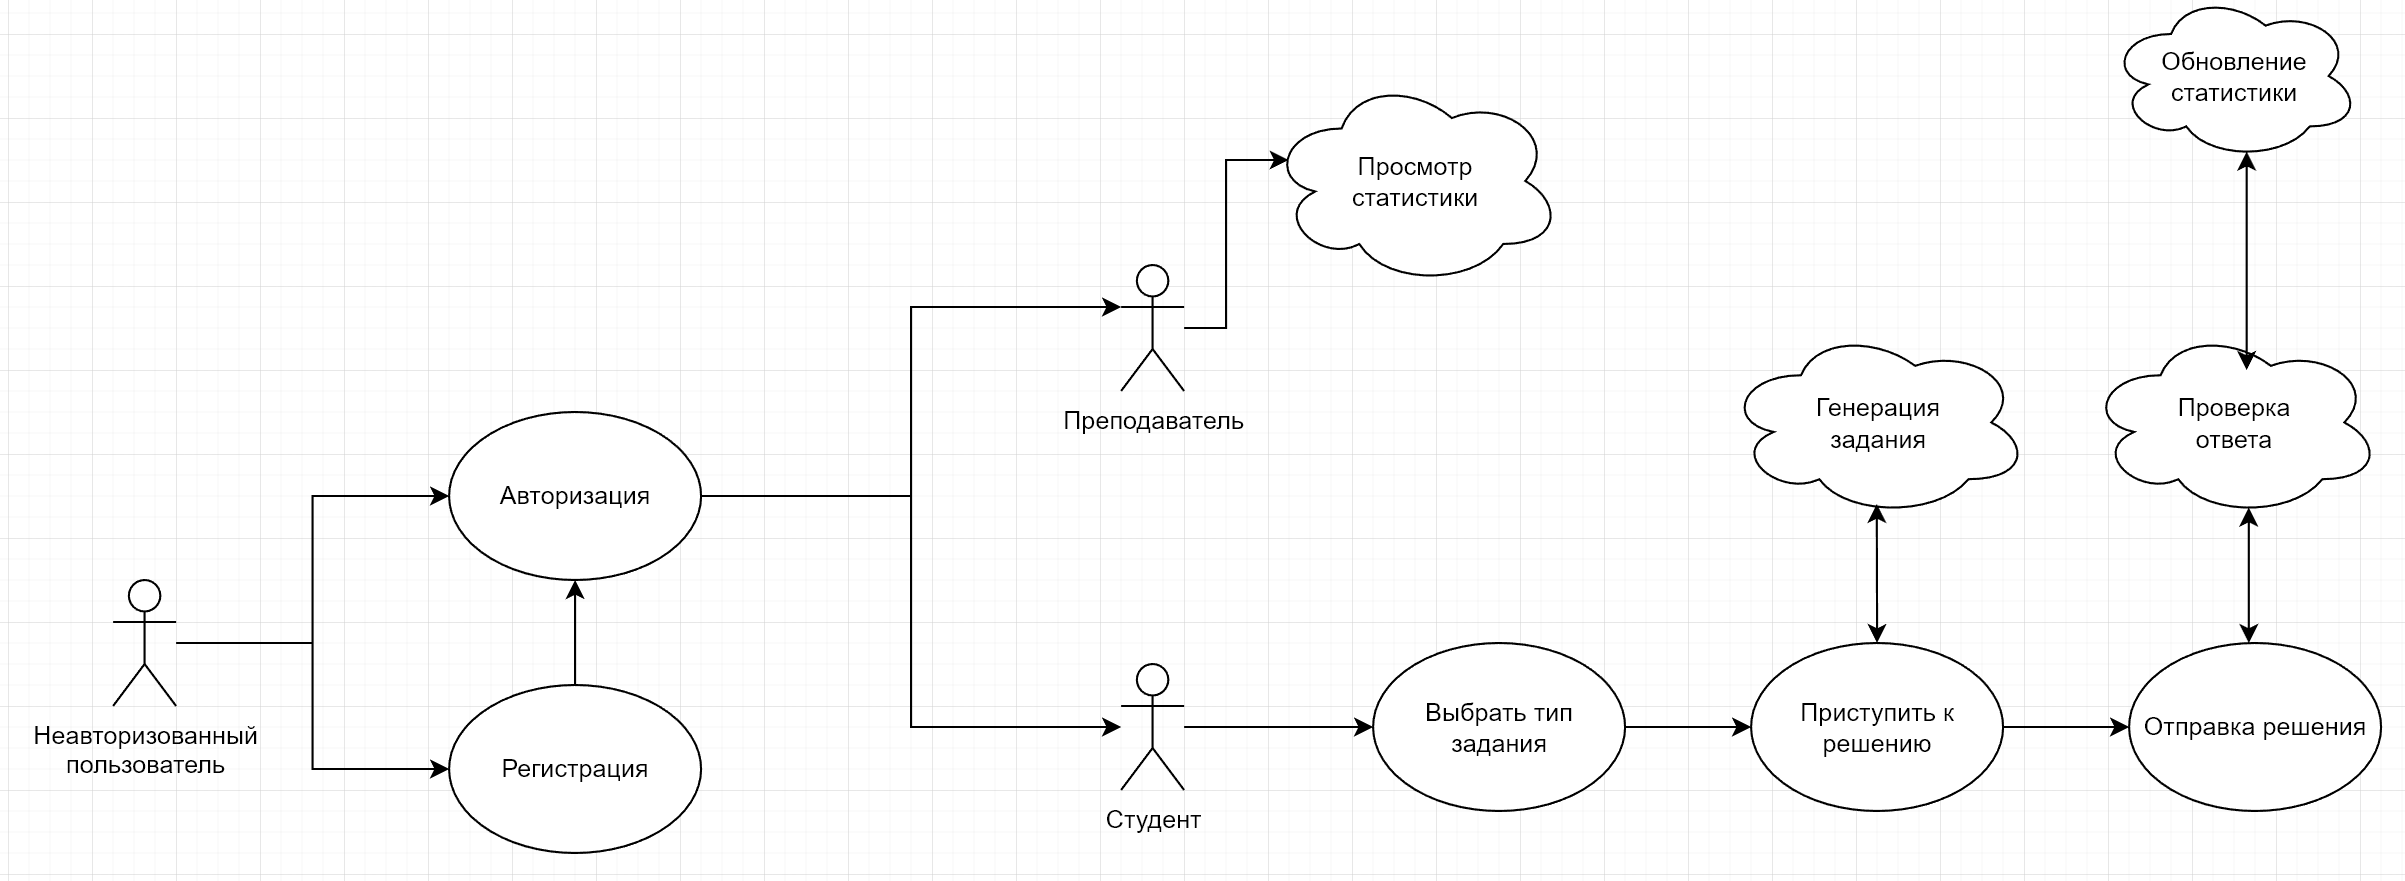 Обновление
статистики
Просмотр
статистики
Преподаватель
Генерация
задания
Проверка
ответа
Авторизация
Неавторизованный
пользователь
Регистрация
Студент
Выбрать тип
задания
Приступить к
решению
Отправка решения